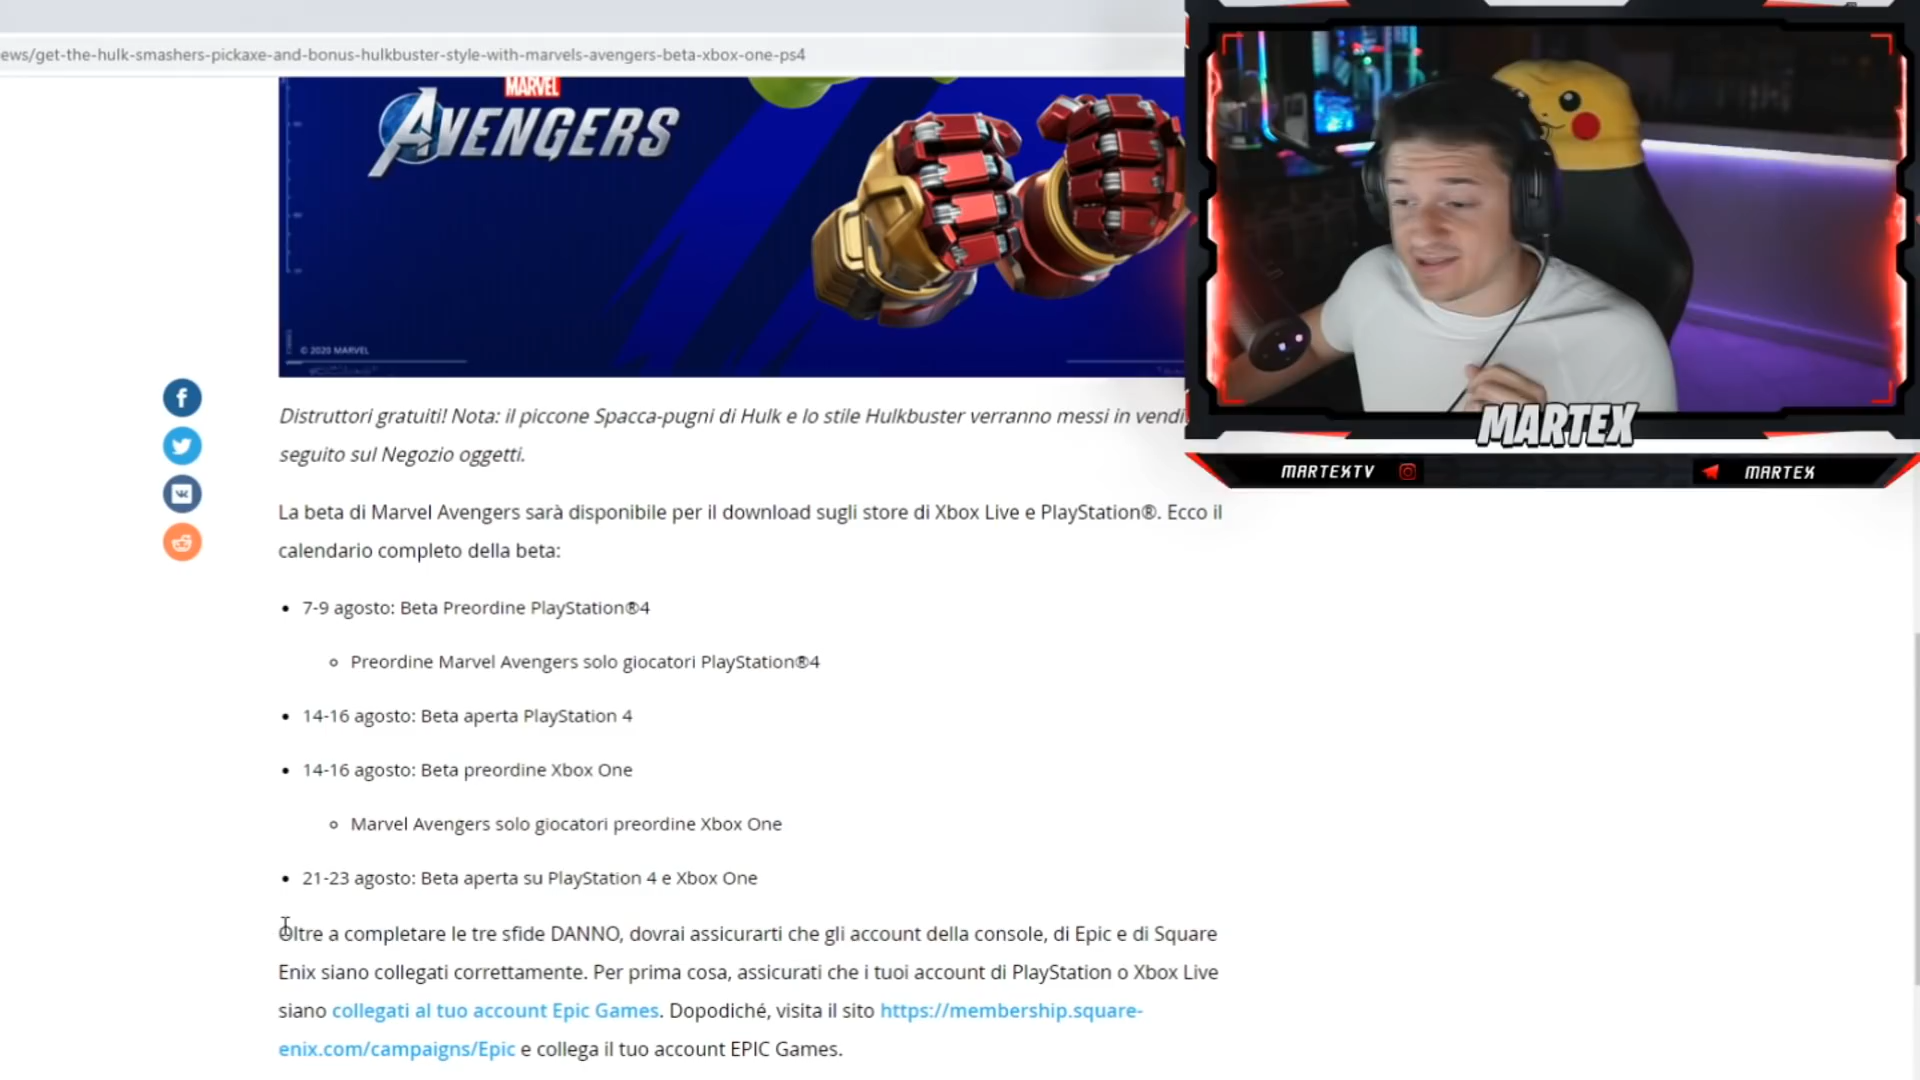 ews/get-the-hulk-smashers-pickaxe-and-bonus-hulkbuster-style-with-marvels-avengers-beta-xbox-one-ps4
MARVEL
AVENGERS
© 2020 MARVEL
Distruttori gratuiti! Nota: il piccone Spacca-pugni di Hulk e lo stile Hulkbuster verranno messi in
seguito sul Negozio oggetti.
La beta di Marvel Avengers sarà disponibile per il download sugli store di Xbox Live e PlayStation®. Ecco il
calendario completo della beta:
• 7-9 agosto: Beta Preordine PlayStation®4
Preordine Marvel Avengers solo giocatori PlayStation®4
• 14-16 agosto: Beta aperta PlayStation 4
• 14-16 agosto: Beta preordine Xbox One
Marvel Avengers solo giocatori preordine Xbox One
• 21-23 agosto: Beta aperta su PlayStation 4 e Xbox One
Oltre a completare le tre sfide DANNO, dovrai assicurarti che gli account della console, di Epic e di Square
Enix siano collegati correttamente. Per prima cosa, assicurati che i tuoi account di PlayStation o Xbox Live
siano collegati al tuo account Epic Games. Dopodiché, visita il sito https://membership.square-
enix.com/campaigns/Epic e collega il tuo account EPIC Games.
MARTEX
MARTEXTV
MARTEX